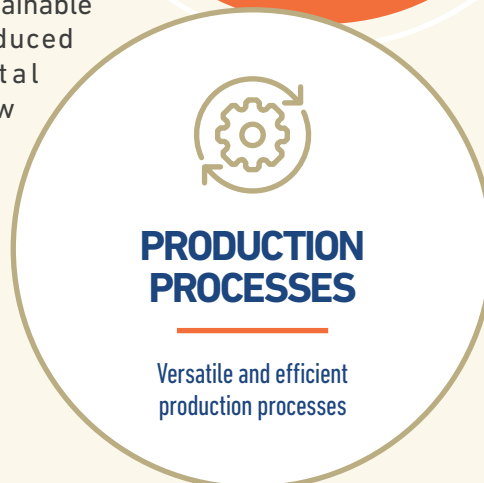 PRODUCTION
PROCESSES
Versatile and efficient
production processes